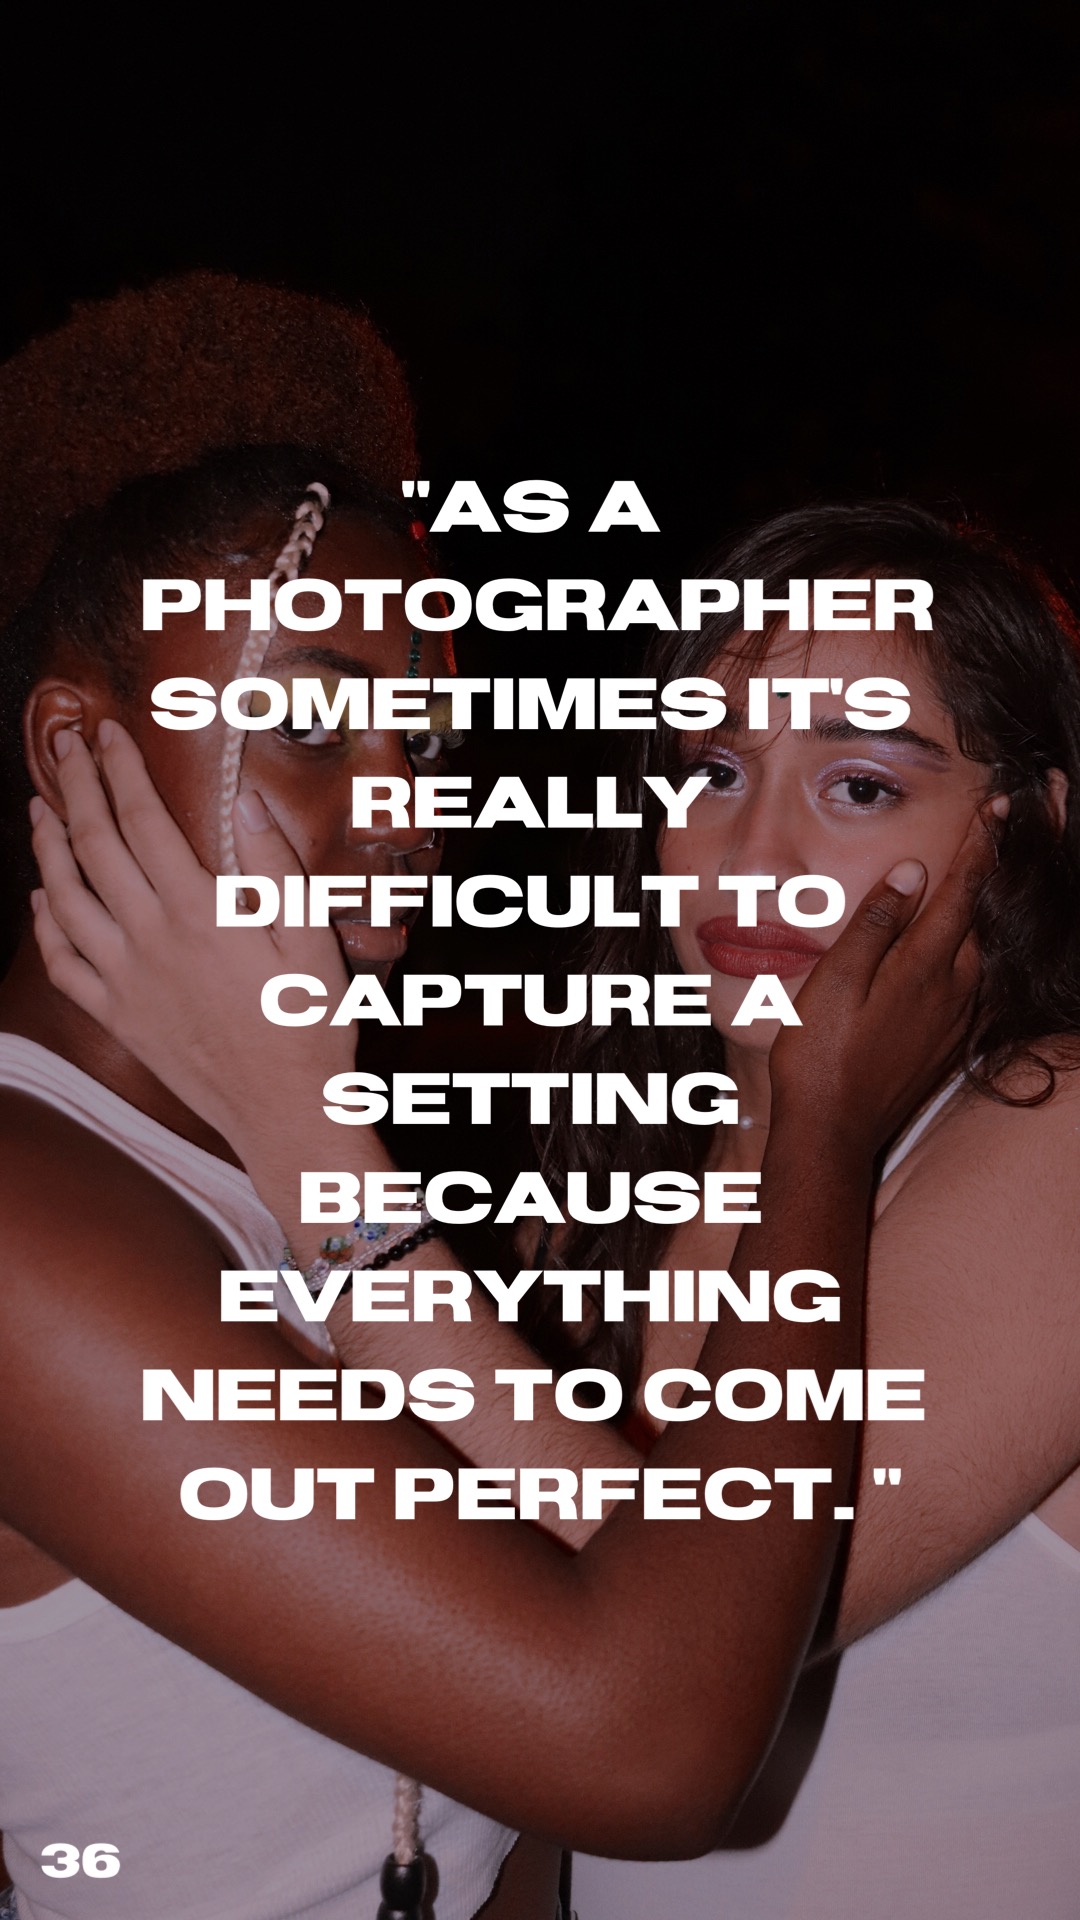 "AS A
PHOTOGRAPHER
SOMETIMES IT'S
REALLY
DIFFICULT TO
CAPTURE A
SETTING
BECAUSE
EVERYTHING
NEEDS TO COME
OUT PERFECT. "
36